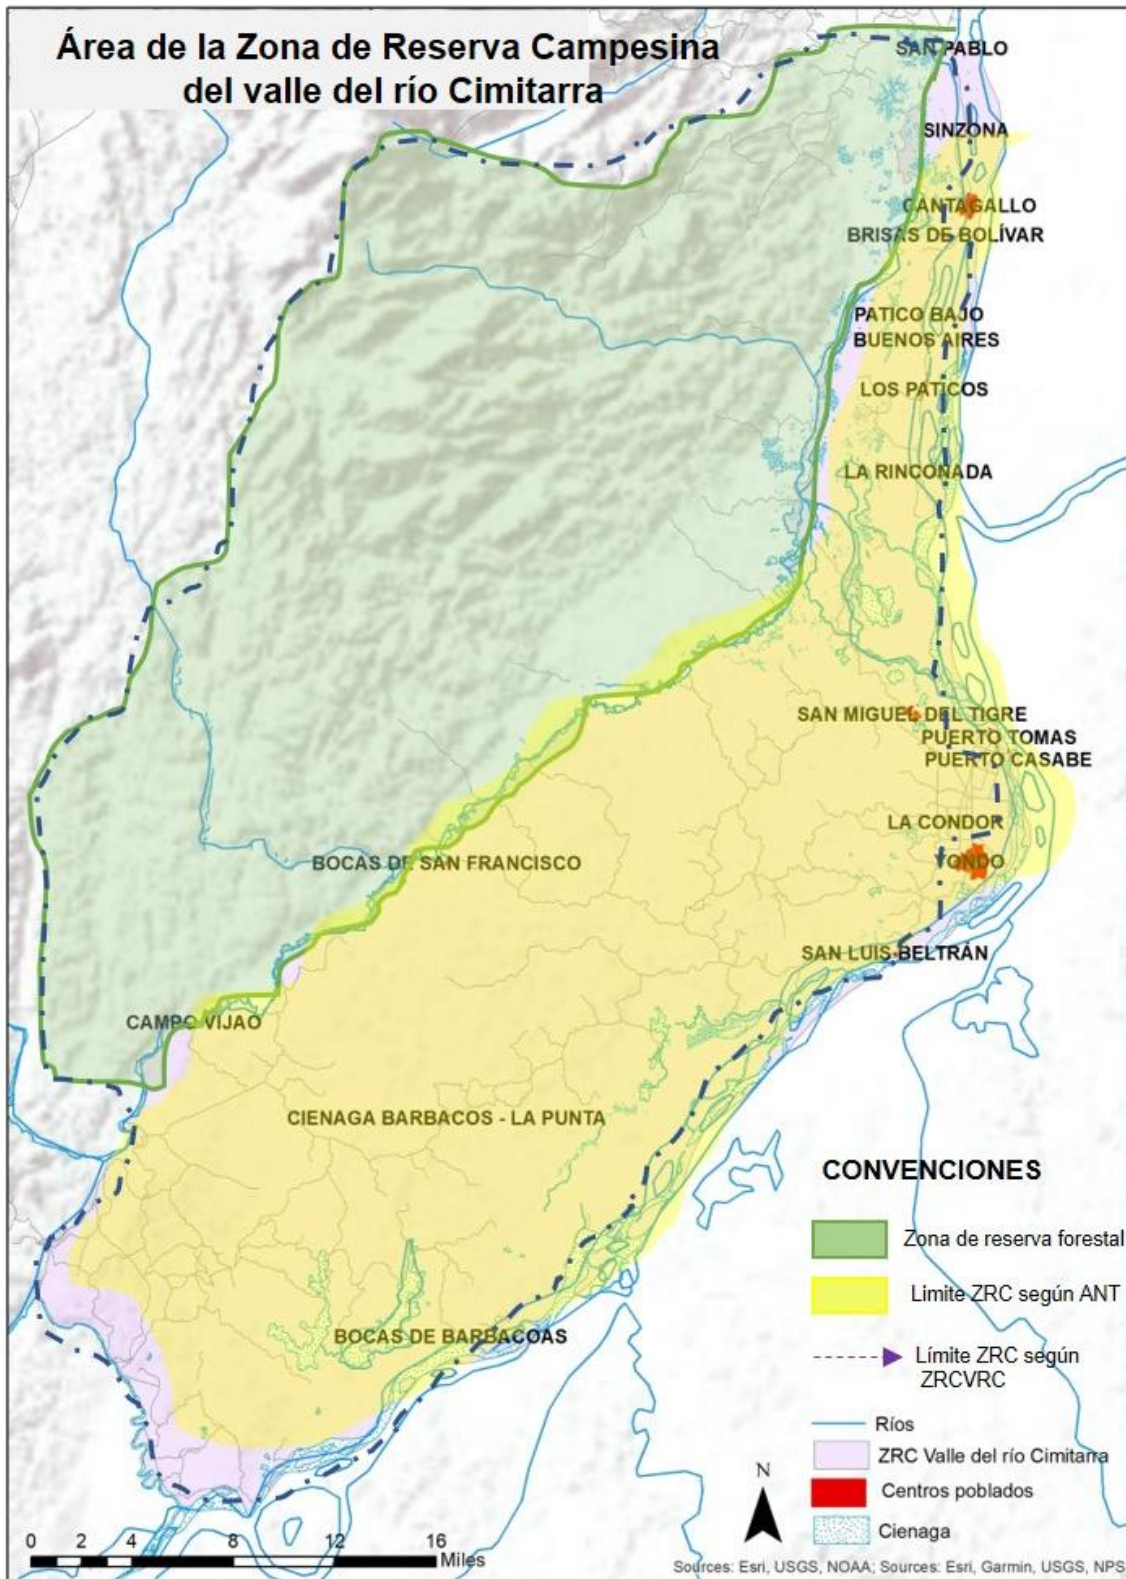 Área de la Zona de Reserva Campesina
del valle del río Cimitarra
SAN PABLO
SINZONA
CANTAGALLO
BRISAS DE BOLÍVAR
PATICO BAJO
BUENOS AIRES
LOS PATICOS
LA RINCONADA
SAN MIGUEL DEL TIGRE
PUERTO TOMAS
PUERTO CASABE
LA CONDOR
YONDO
BOCAS DE SAN FRANCISCO
SAN LUIS BELTRÁN
CAMPO VIJAO
CIENAGA BARBACOS - LA PUNTA
BOCAS DE BARBACOAS
CONVENCIONES
Zona de reserva forestal
Limite ZRC según ANT
Límite ZRC según
ZRCVRC
Ríos
ZRC Valle del río Cimitarra
Centros poblados
Cienaga
N
0 2 4 8 12 16
Miles
Sources: Esri, USGS, NOAA; Sources: Esri, Garmin, USGS, NPS